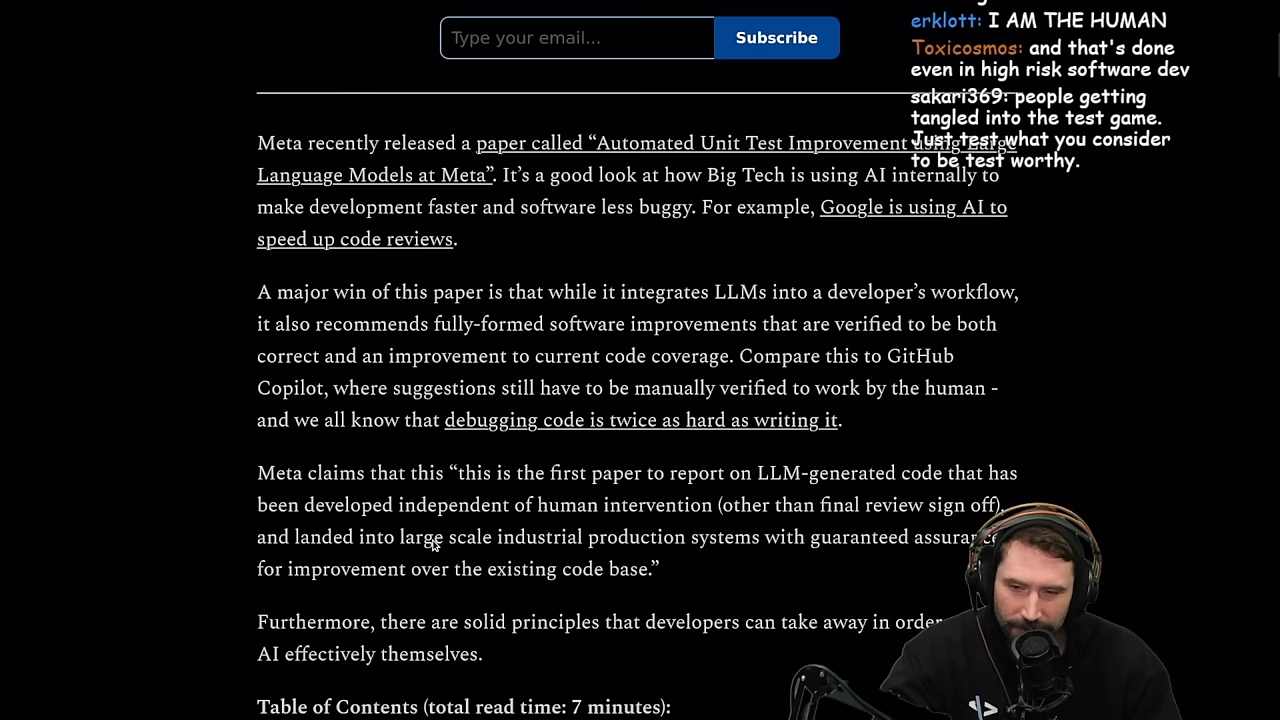 Type your email...
Subscribe
erklott: I AM THE HUMAN
Toxicosmos: and that's done
even in high risk software dev
sakari369: people getting
tangled into the test game.
Just test what you consider
to be test worthy.
Meta recently released a paper called “Automated Unit Test Improvement using Large
Language Models at Meta”. It’s a good look at how Big Tech is using AI internally to
make development faster and software less buggy. For example, Google is using AI to
speed up code reviews.
A major win of this paper is that while it integrates LLMs into a developer’s workflow,
it also recommends fully-formed software improvements that are verified to be both
correct and an improvement to current code coverage. Compare this to GitHub
Copilot, where suggestions still have to be manually verified to work by the human -
and we all know that debugging code is twice as hard as writing it.
Meta claims that this “this is the first paper to report on LLM-generated code that has
been developed independent of human intervention (other than final review sign off),
and landed into large scale industrial production systems with guaranteed assurance
for improvement over the existing code base.”
Furthermore, there are solid principles that developers can take away in order
AI effectively themselves.
Table of Contents (total read time: 7 minutes):